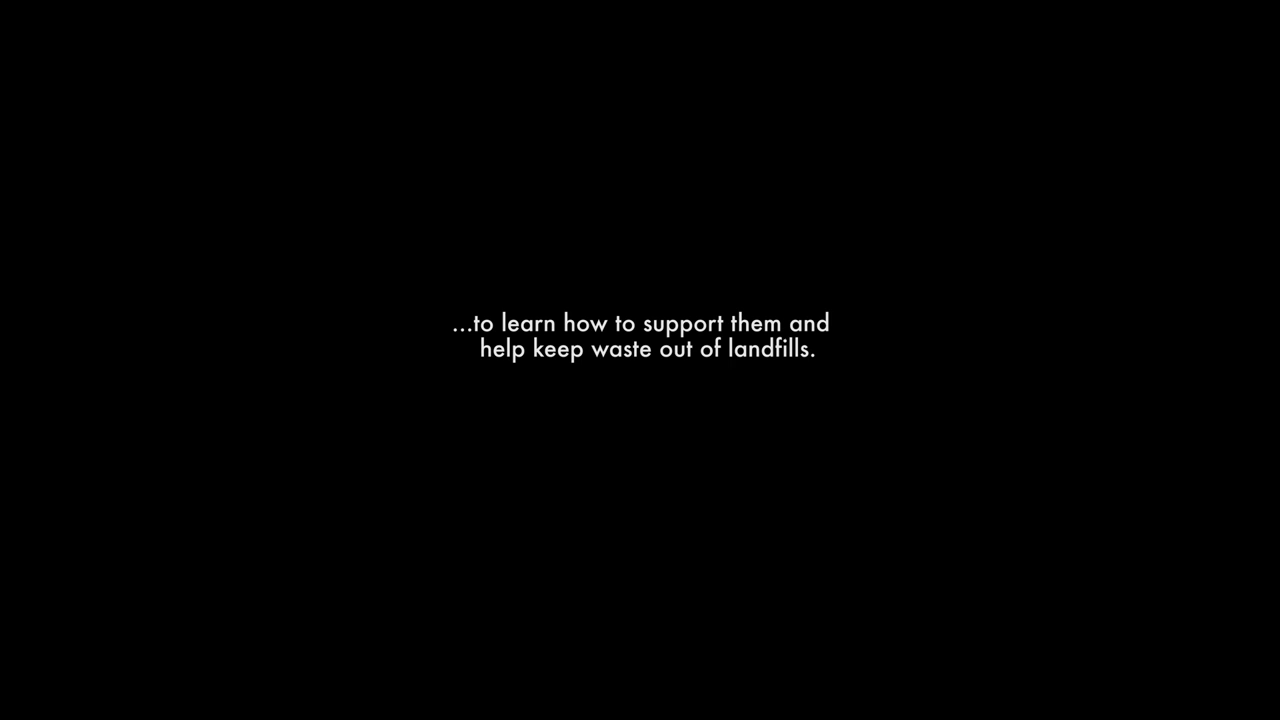 ...to learn how to support them and
help keep waste out of landfills.